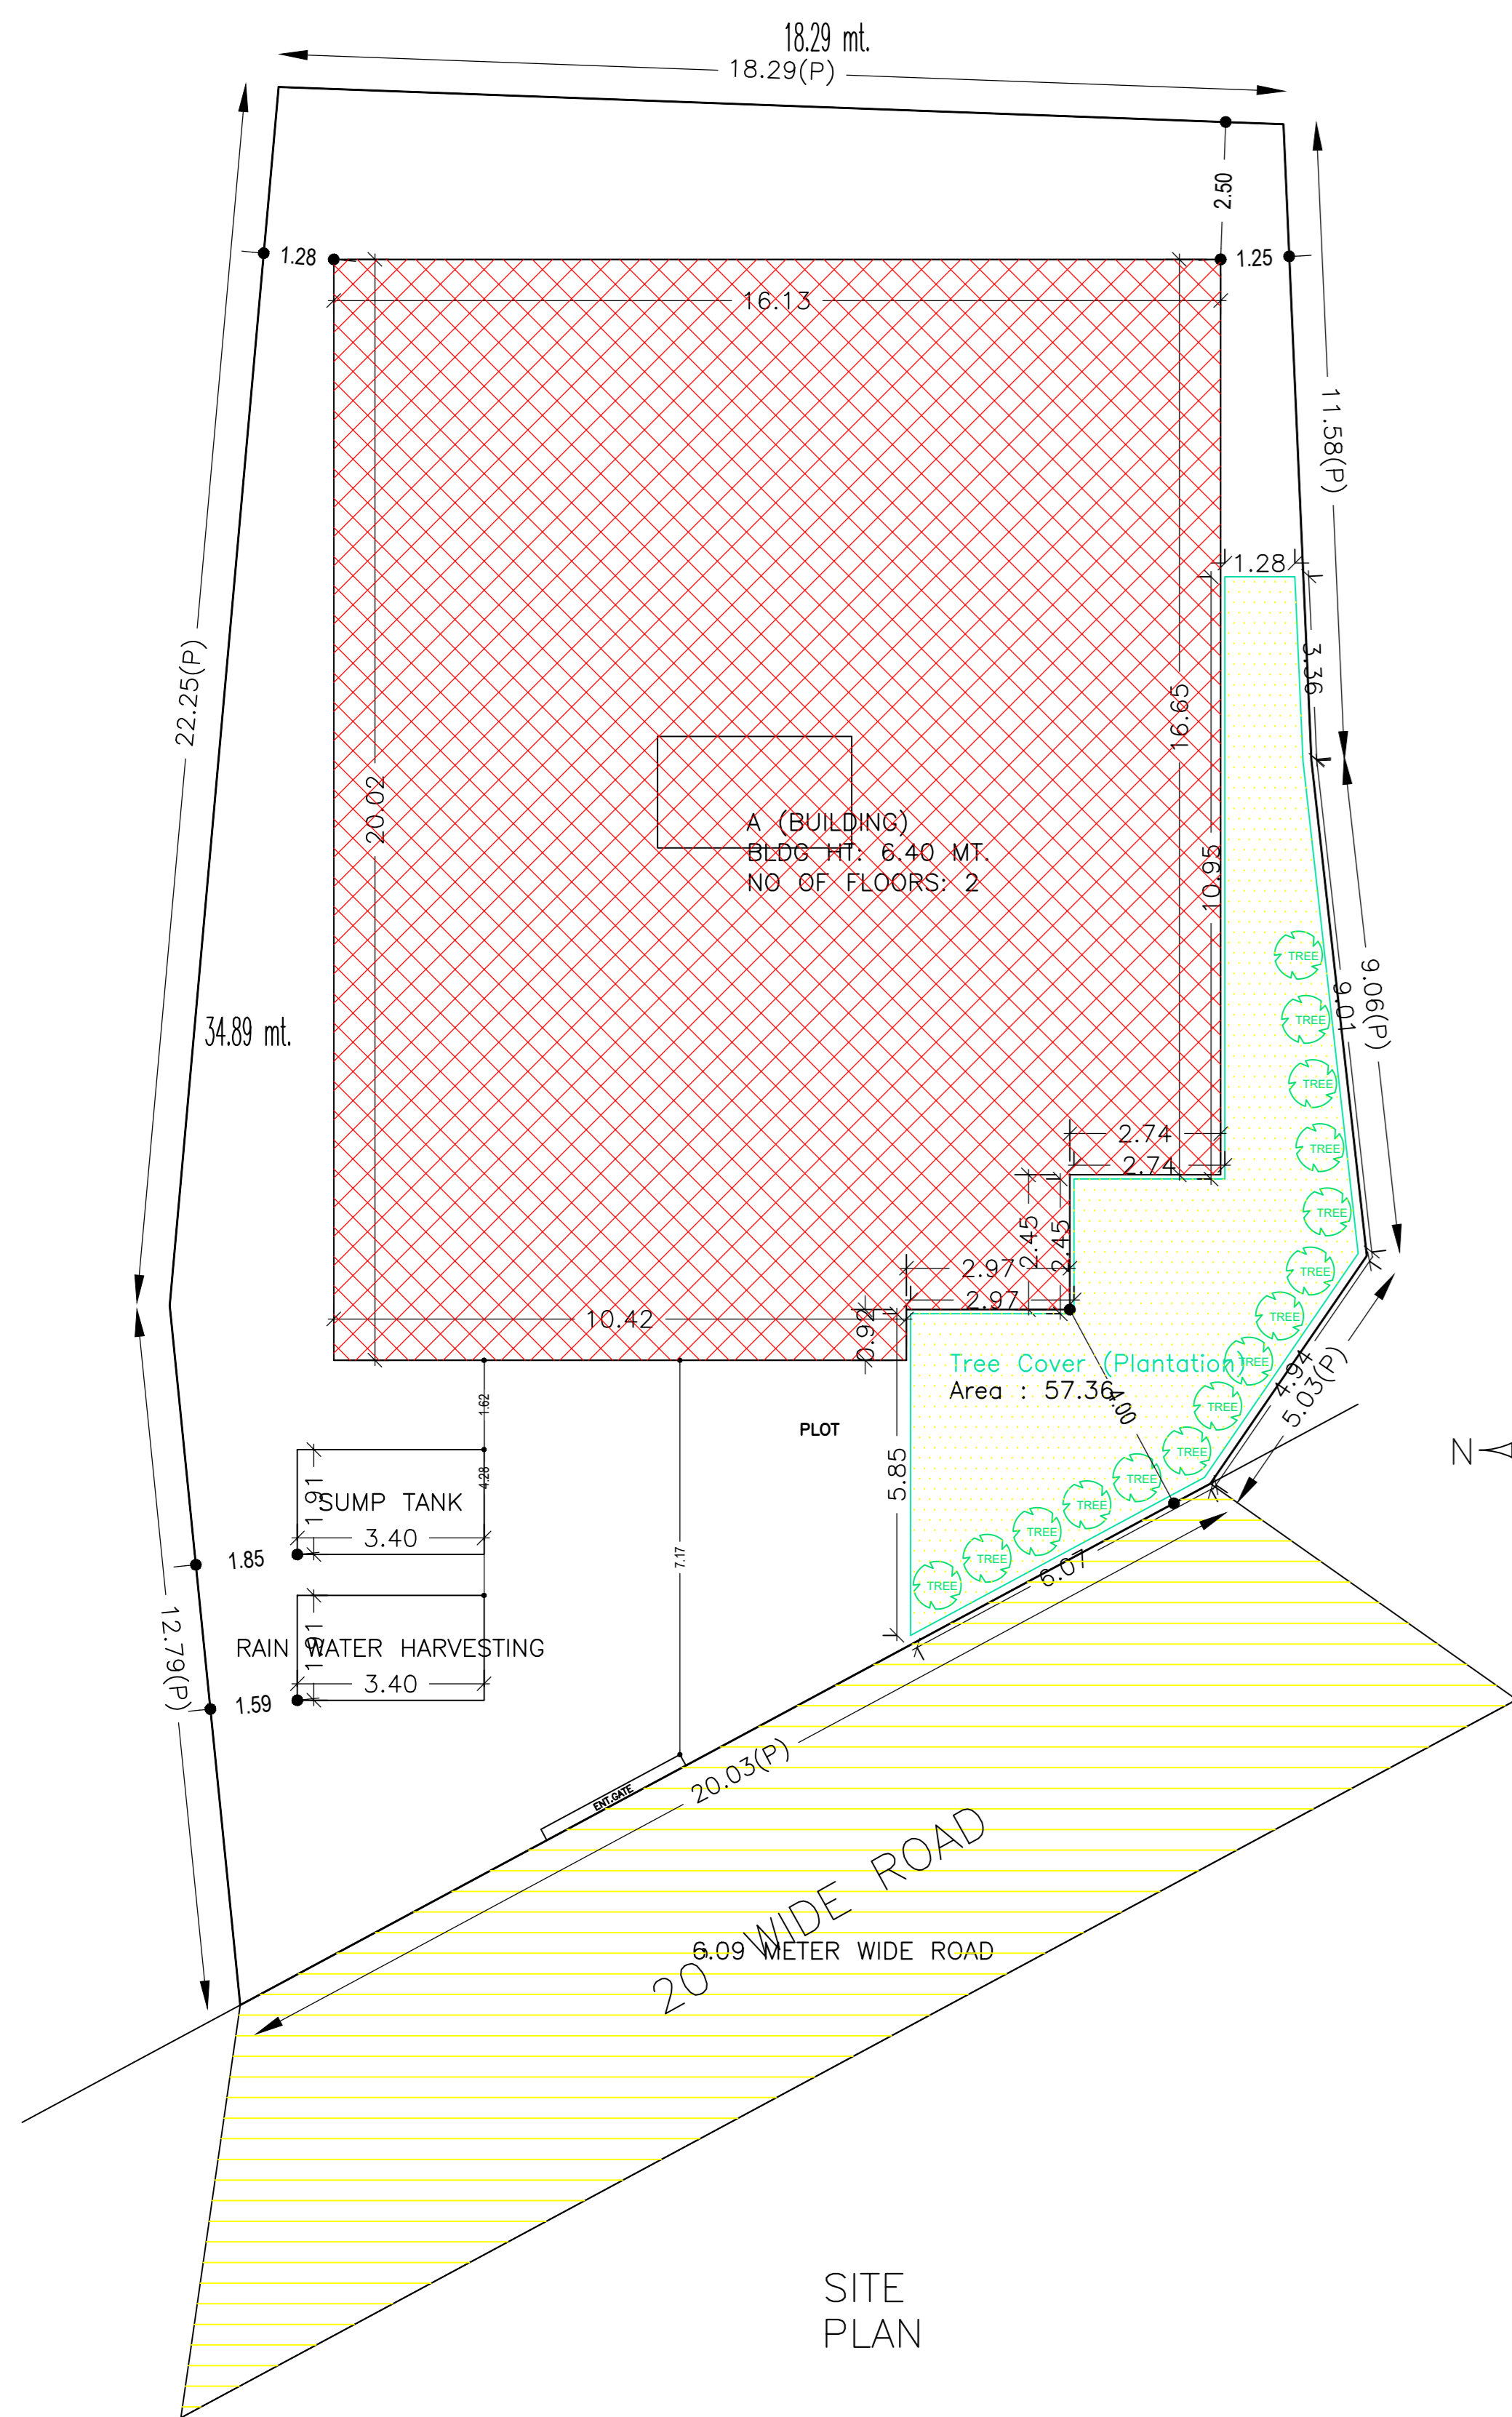 18.29 mt.
18.29(P)
2.50
1.28
1.25
16.13
11.58(P)
1.28
3.36
22.25(P)
16.65
20.02
A (BUILDING)
BLDG HT: 6.40 MT.
NO OF FLOORS: 2
10.95
TREE
9.01
9.06(P)
TREE
34.89 mt.
TREE
2.74
TREE
2.74
TREE
2.45
2.45
2.97
TREE
2.97
10.42
0.92
TREE
Tree Cover (Plantation)
TREE
4.94
5.03(P)
Area : 57.36
4.00
TREE
1.62
PLOT
N
TREE
4.28
5.85
TREE
1.91
SUMP TANK
TREE
3.40
TREE
1.85
7.17
TREE
6.07
TREE
12.79(P)
1.91
RAIN WATER HARVESTING
3.40
1.59
20.03(P)
ENT.GATE
20' WIDE ROAD
6.09 METER WIDE ROAD
SITE
PLAN